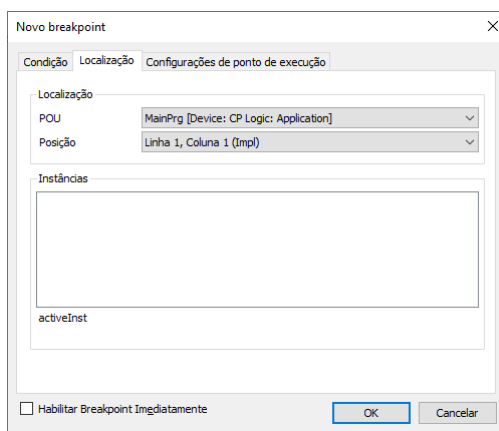 Novo breakpoint
Condição Localização Configurações de ponto de execução
Localização
POU MainPrg [Device: CP Logic: Application]
Posição Linha 1, Coluna 1 (Impl)
Instâncias
activeInst
Habilitar Breakpoint Imediatamente OK Cancelar